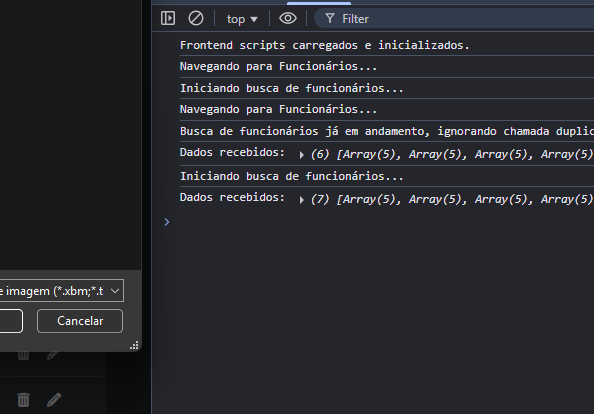 top
Filter
Frontend scripts carregados e inicializados.
Navegando para Funcionários...
Iniciando busca de funcionários...
Navegando para Funcionários...
Busca de funcionários já em andamento, ignorando chamada duplic
Dados recebidos: (6) [Array(5), Array(5), Array(5), Array(5)
Iniciando busca de funcionários...
Dados recebidos: (7) [Array(5), Array(5), Array(5), Array(5)
e imagem (*.xbm;*.t
Cancelar